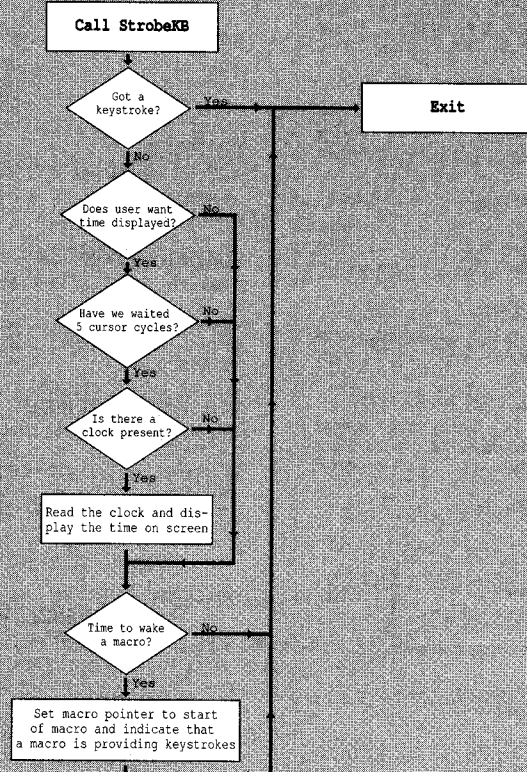 Call StrobeKB
Got a
keystroke?
Yes
Exit
No
Does user want
time displayed?
No
Yes
Have we waited
5 cursor cycles?
No
Yes
Is there a
clock present?
No
Yes
Read the clock and dis-
play the time on screen
Time to wake
a macro?
No
Yes
Set macro pointer to start
of macro and indicate that
a macro is providing keystrokes